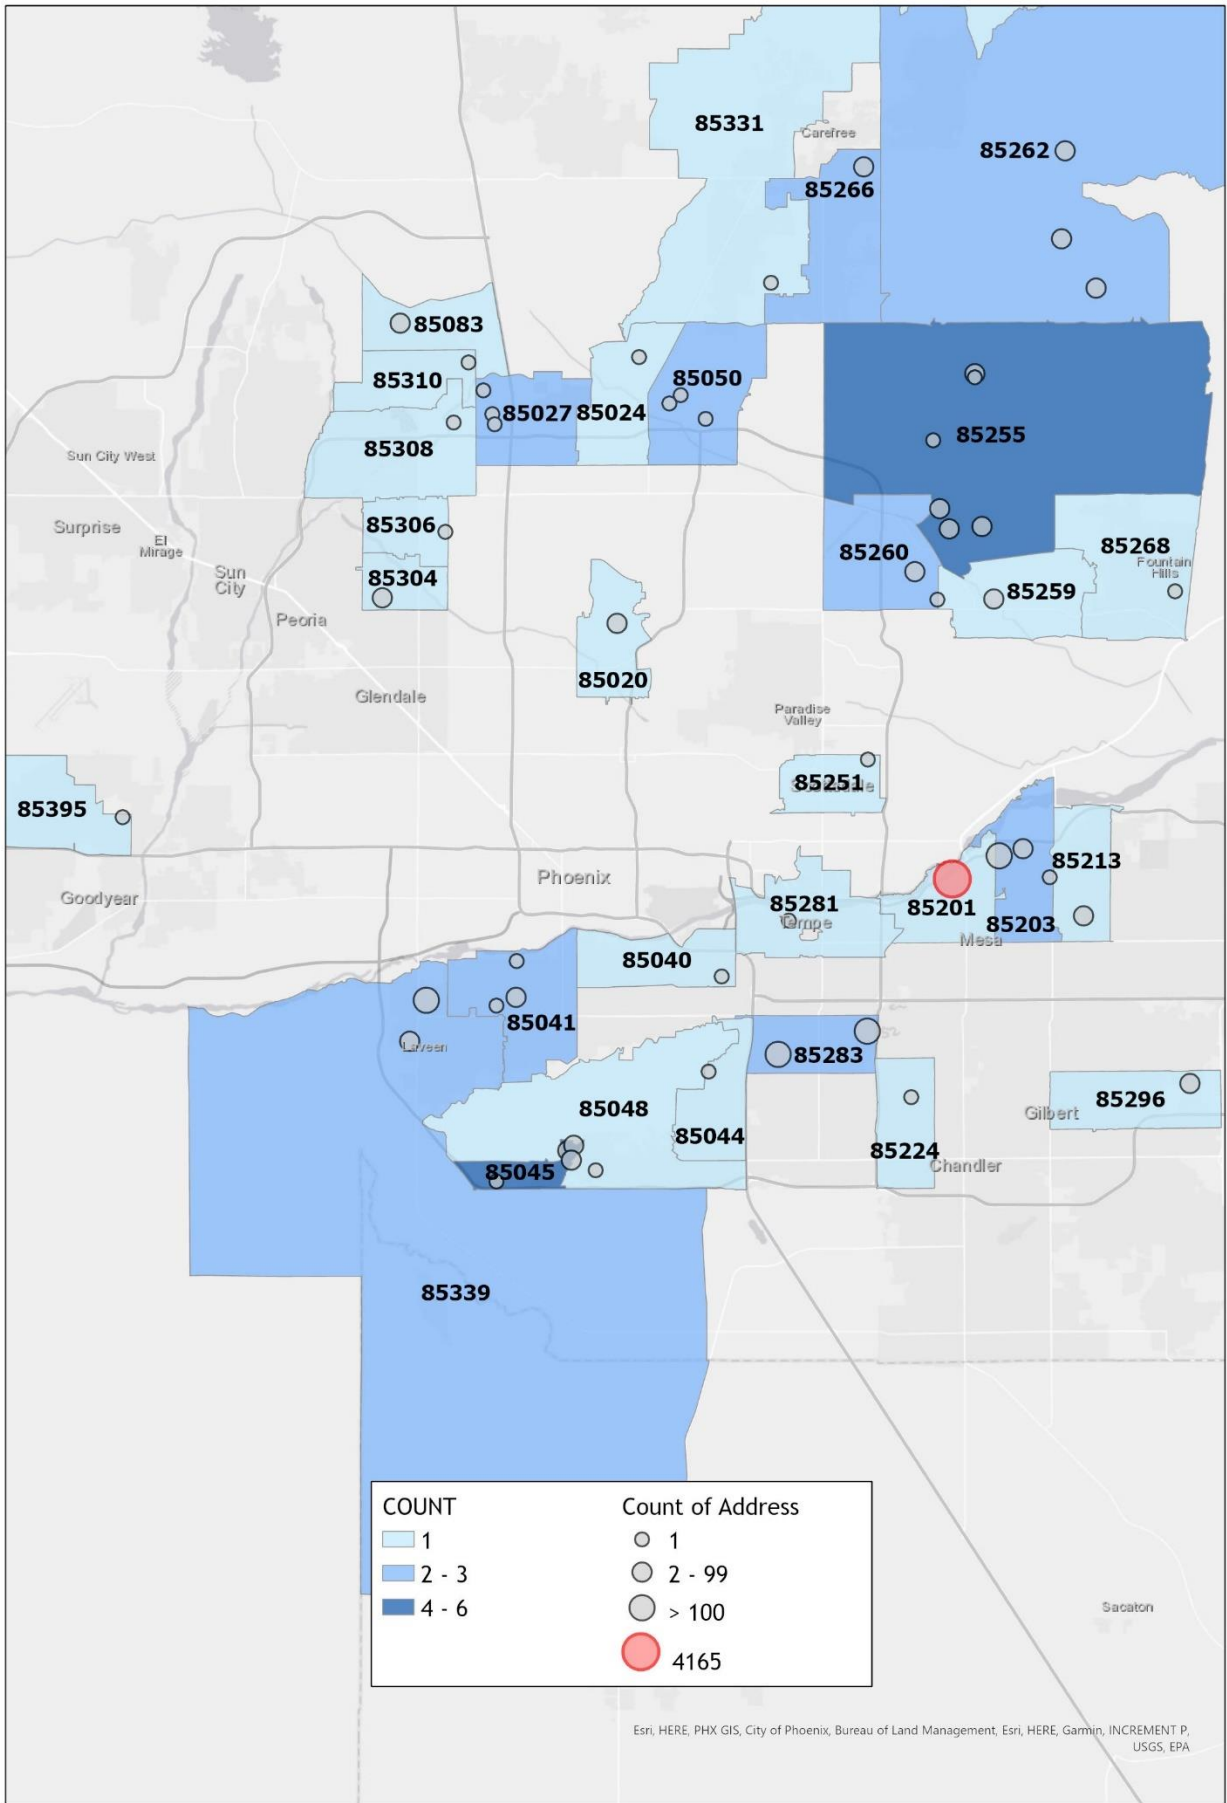 85331
Carefree
85262
85266
85083
85310
85050
85027
85024
85255
85308
Sun City West
Surprise
El
Mirage
85306
85268
85260
Fountain
Hills
Sun
City
85304
85259
Peoria
85020
Glendale
Paradise
Valley
85251
Scottsdale
85395
85213
Phoenix
Goodyear
85281
85201
Tempe
85203
Mesa
85040
85041
Laveen
85283
85048
85296
Gilbert
85044
85224
Chandler
85045
85339
COUNT
1
2 - 3
4 - 6
Count of Address
1
2 - 99
> 100
4165
Sacaton
Esri, HERE, PHX GIS, City of Phoenix, Bureau of Land Management, Esri, HERE, Garmin, INCREMENT P,
USGS, EPA